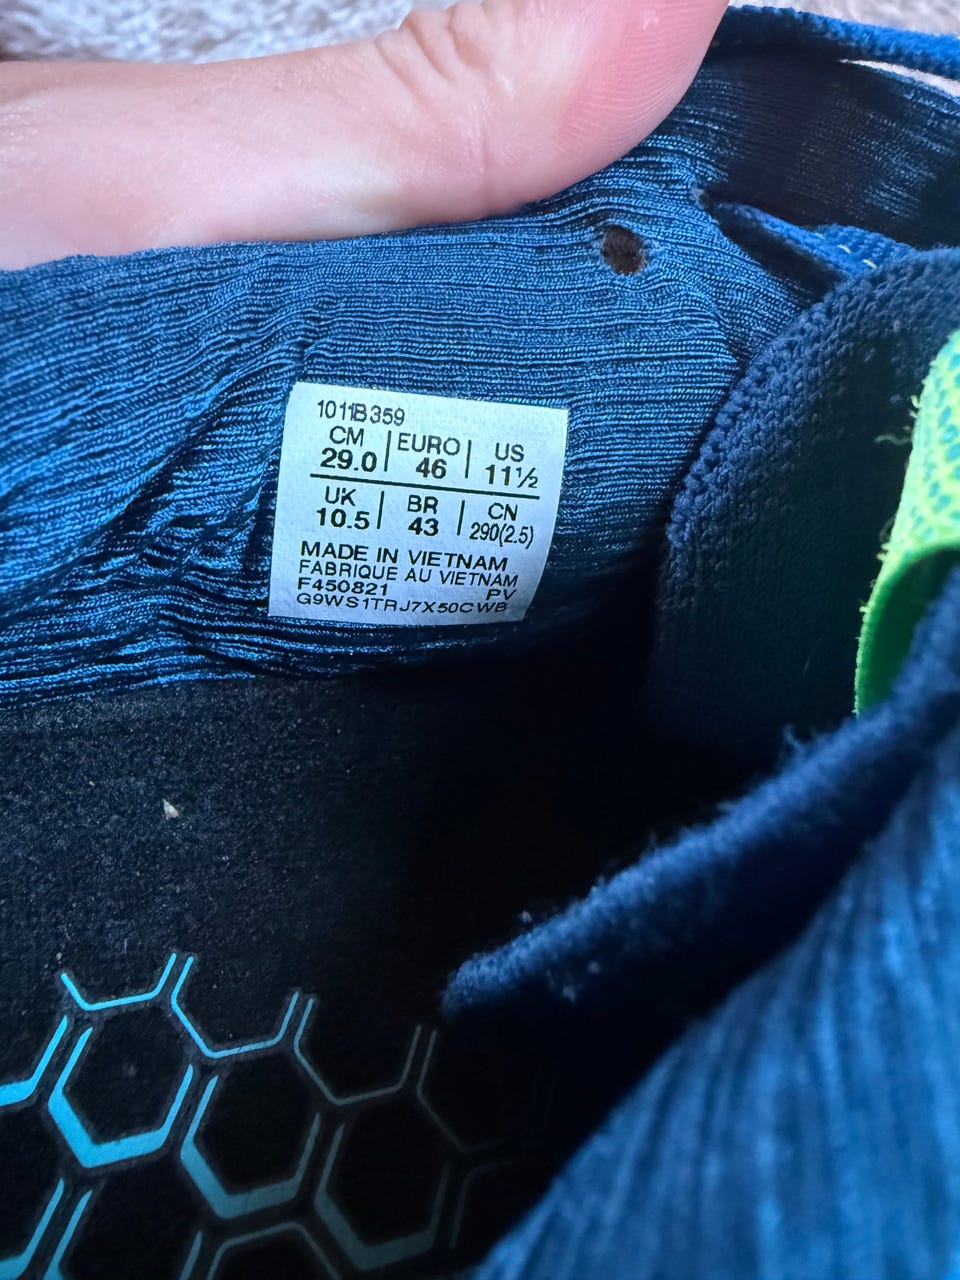 1011B359
CM EURO US
29.0 46 11½
UK BR CN
10.5 43 290(2.5)
MADE IN VIETNAM
FABRIQUE AU VIETNAM
F450821 PV
G9WS1TRJ7X50CWB